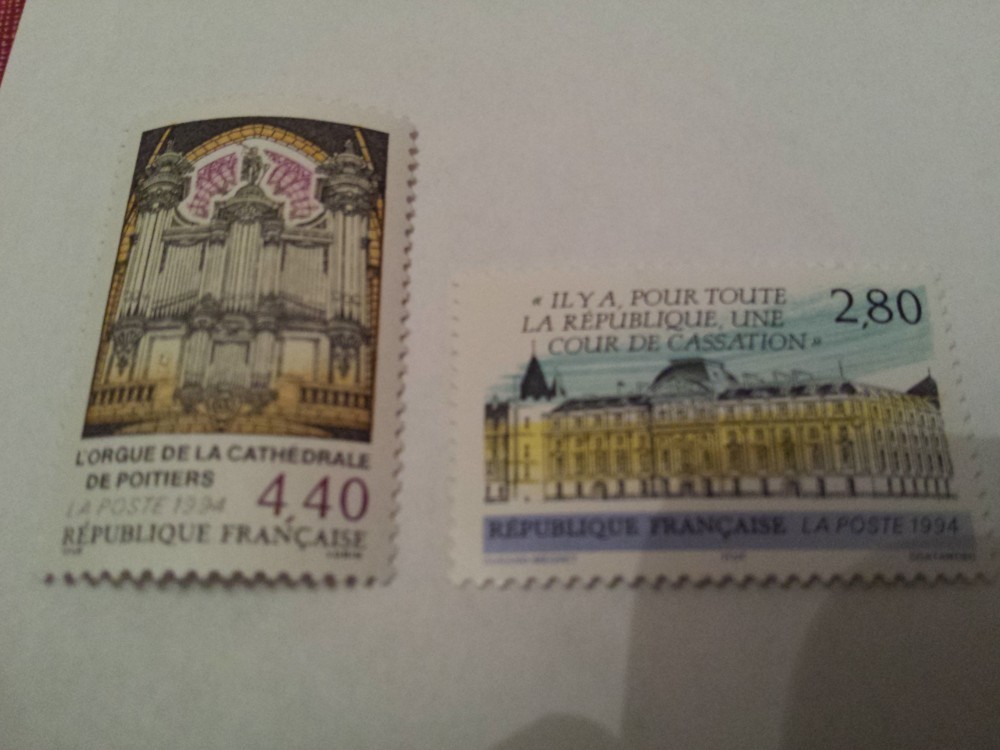 L'ORGUE DE LA CATHÉDRALE
DE POITIERS
LA POSTE 1994
4,40
RÉPUBLIQUE FRANÇAISE
« IL Y A, POUR TOUTE
LA RÉPUBLIQUE, UNE
COUR DE CASSATION »
2,80
RÉPUBLIQUE FRANÇAISE LA POSTE 1994